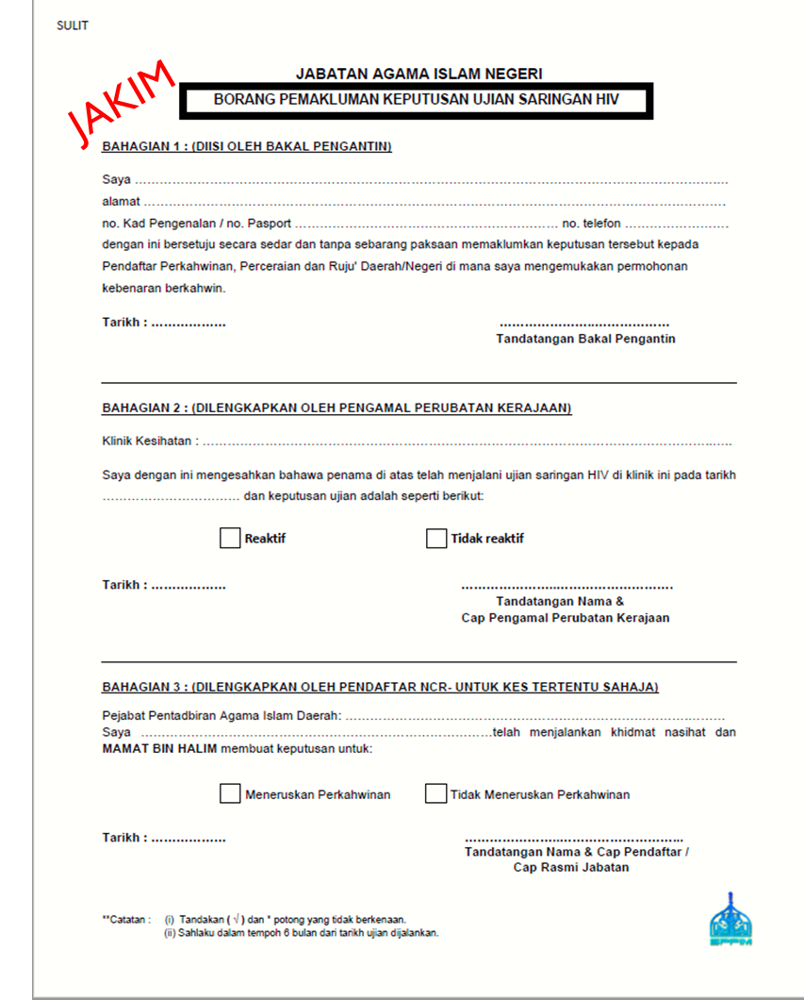 SULIT
JAKIM
JABATAN AGAMA ISLAM NEGERI
BORANG PEMAKLUMAN KEPUTUSAN UJIAN SARINGAN HIV
BAHAGIAN 1 : (DIISI OLEH BAKAL PENGANTIN)
Saya ……………………………………………………………………………………………………………………………….
alamat …………………………………………………………………………………………………………………………….
no. Kad Pengenalan / no. Pasport ……………………………………………………… no. telefon …………………….
dengan ini bersetuju secara sedar dan tanpa sebarang paksaan memaklumkan keputusan tersebut kepada
Pendaftar Perkahwinan, Perceraian dan Ruju' Daerah/Negeri di mana saya mengemukakan permohonan
kebenaran berkahwin.
Tarikh : ……………… …………………..………………
Tandatangan Bakal Pengantin
BAHAGIAN 2 : (DILENGKAPKAN OLEH PENGAMAL PERUBATAN KERAJAAN)
Klinik Kesihatan : ……………………………………………………………………………………………………………..…..
Saya dengan ini mengesahkan bahawa penama di atas telah menjalani ujian saringan HIV di klinik ini pada tarikh
…………………………… dan keputusan ujian adalah seperti berikut:
Reaktif Tidak reaktif
Tarikh : ……………… …………………..……………………….
Tandatangan Nama &
Cap Pengamal Perubatan Kerajaan
BAHAGIAN 3 : (DILENGKAPKAN OLEH PENDAFTAR NCR- UNTUK KES TERTENTU SAHAJA)
Pejabat Pentadbiran Agama Islam Daerah: ………………………………………………………………………………
Saya …………………………………………………………………………telah menjalankan khidmat nasihat dan
MAMAT BIN HALIM membuat keputusan untuk:
Meneruskan Perkahwinan Tidak Meneruskan Perkahwinan
Tarikh : ……………… …………………..…………………………
Tandatangan Nama & Cap Pendaftar /
Cap Rasmi Jabatan
**Catatan : (i) Tandakan ( √ ) dan * potong yang tidak berkenaan.
(ii) Sahlaku dalam tempoh 6 bulan dari tarikh ujian dijalankan.
SPPIM